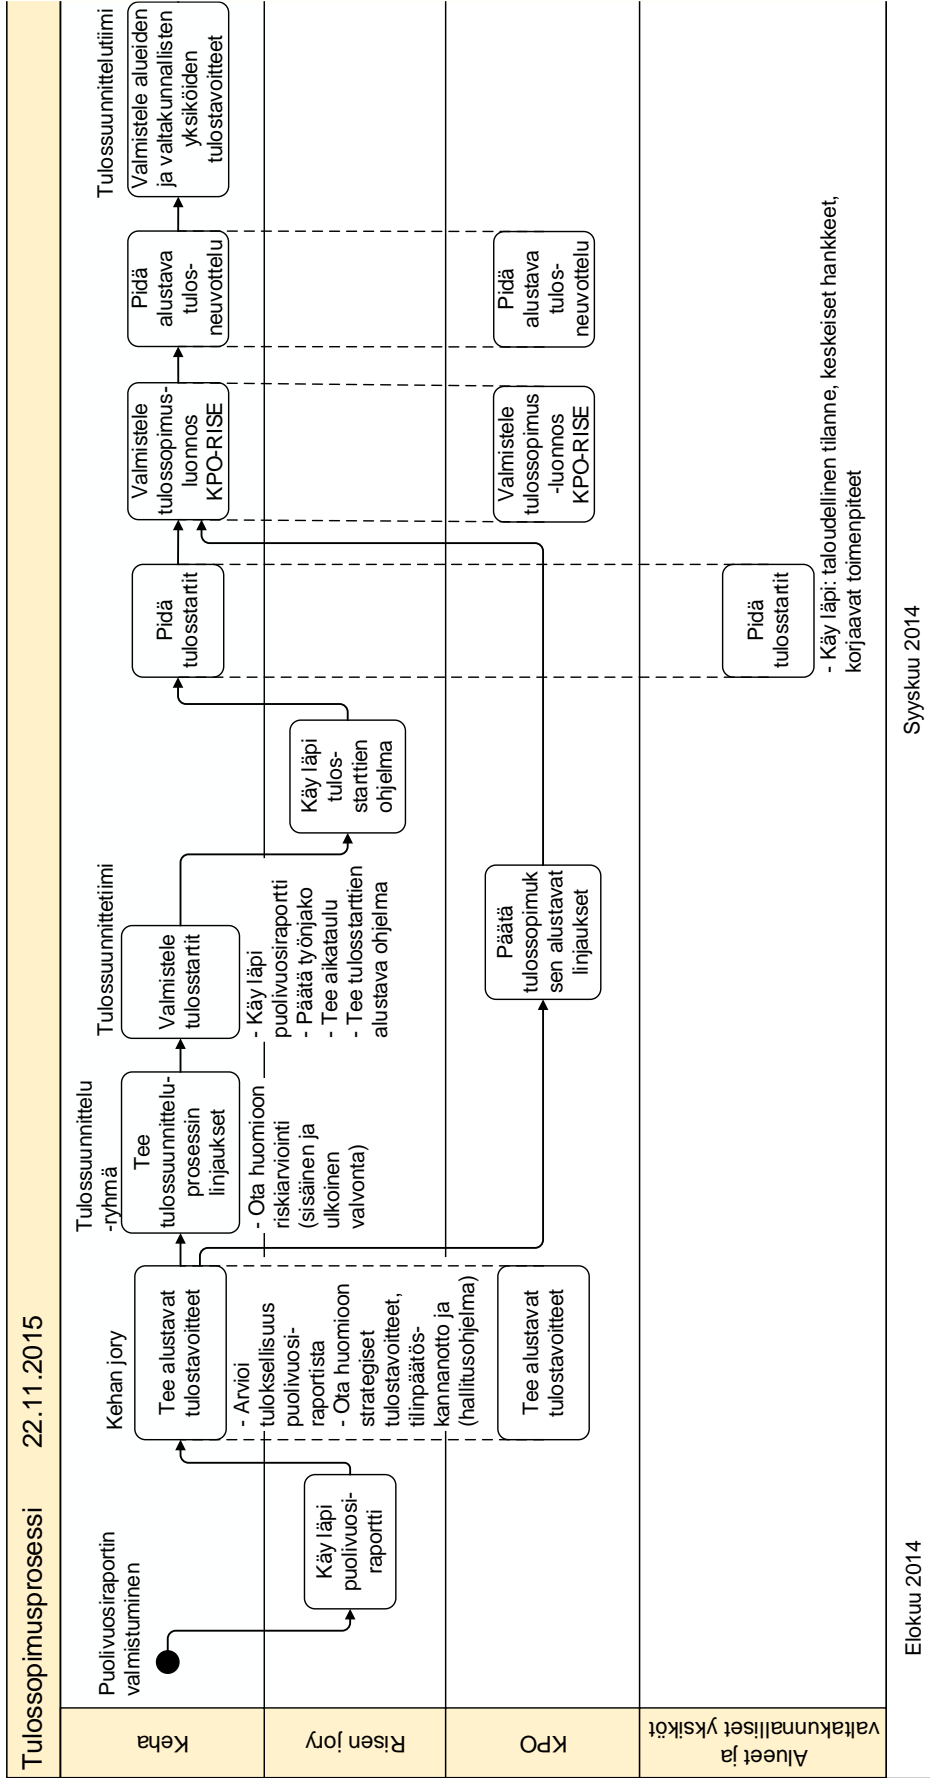 Tulossopimusprosessi 22.11.2015
Keha
Puolivuosiraportin
valmistuminen
Kehan jory
Tee alustavat
tulostavoitteet
- Arvioi
tuloksellisuus
puolivuosi-
raportista
- Ota huomioon
strategiset
tulostavoitteet,
tilinpäätös-
kannanotto ja
(hallitusohjelma)
Tulossuunnittelu
-ryhmä
Tee
tulossuunnittelu-
prosessin
linjaukset
- Ota huomioon
riskiarviointi
(sisäinen ja
ulkoinen
valvonta)
Tulossuunnittetiimi
Valmistele
tulosstartit
- Käy läpi
puolivuosiraportti
- Päätä työnjako
- Tee aikataulu
- Tee tulosstarttien
alustava ohjelma
Pidä
tulosstartit
Valmistele
tulossopimus-
luonnos
KPO-RISE
Pidä
alustava
tulos-
neuvottelu
Tulossuunnittelutiimi
Valmistele alueiden
ja valtakunnallisten
yksiköiden
tulostavoitteet
Risen jory
Käy läpi
puolivuosi-
raportti
Käy läpi
tulos-
starttien
ohjelma
KPO
Tee alustavat
tulostavoitteet
Päätä
tulossopimuk
sen alustavat
linjaukset
Valmistele
tulossopimus
-luonnos
KPO-RISE
Pidä
alustava
tulos-
neuvottelu
Alueet ja
valtakunnalliset yksiköt
Pidä
tulosstartit
- Käy läpi: taloudellinen tilanne, keskeiset hankkeet,
korjaavat toimenpiteet
Elokuu 2014
Syyskuu 2014